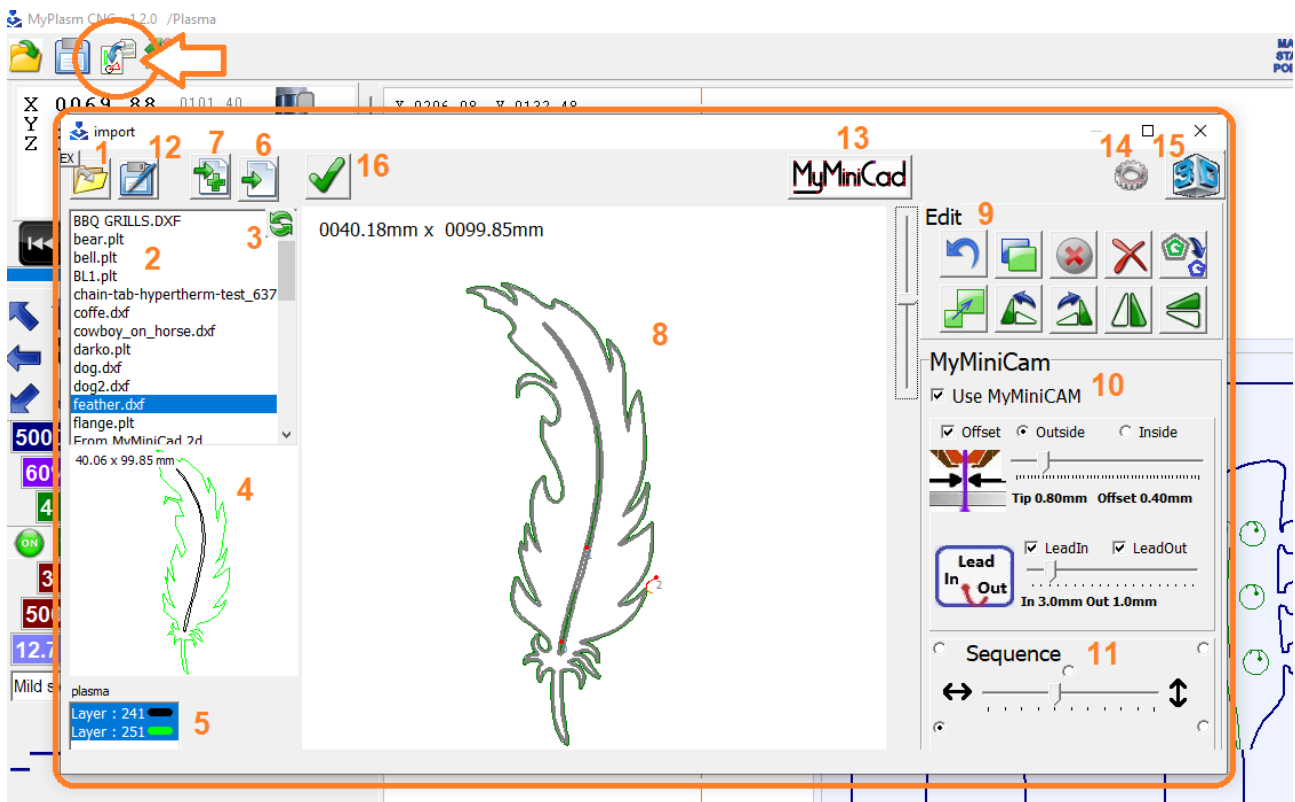 MyPlasm CNC v1.2.0 /Plasma
X 0069.88 0101.40
Y
Z
X 0206.08 Y 0132.48
import
1
12
7
6
16
13
MyMiniCad
14
15
3D
EX
BBQ GRILLS.DXF
bear.plt
bell.plt
BL1.plt
chain-tab-hypertherm-test_637
coffe.dxf
cowboy_on_horse.dxf
darko.plt
dog.dxf
dog2.dxf
feather.dxf
flange.plt
From MyMiniCad 2d
2
3
0040.18mm x 0099.85mm
8
1
2
40.06 x 99.85 mm
4
plasma
Layer : 241
Layer : 251
5
Edit 9
G
G
MyMiniCam
Use MyMiniCAM 10
Offset Outside Inside
Tip 0.80mm Offset 0.40mm
Lead
In Out
LeadIn LeadOut
In 3.0mm Out 1.0mm
Sequence 11
500
60
4
ON
3
500
12.7
Mild s